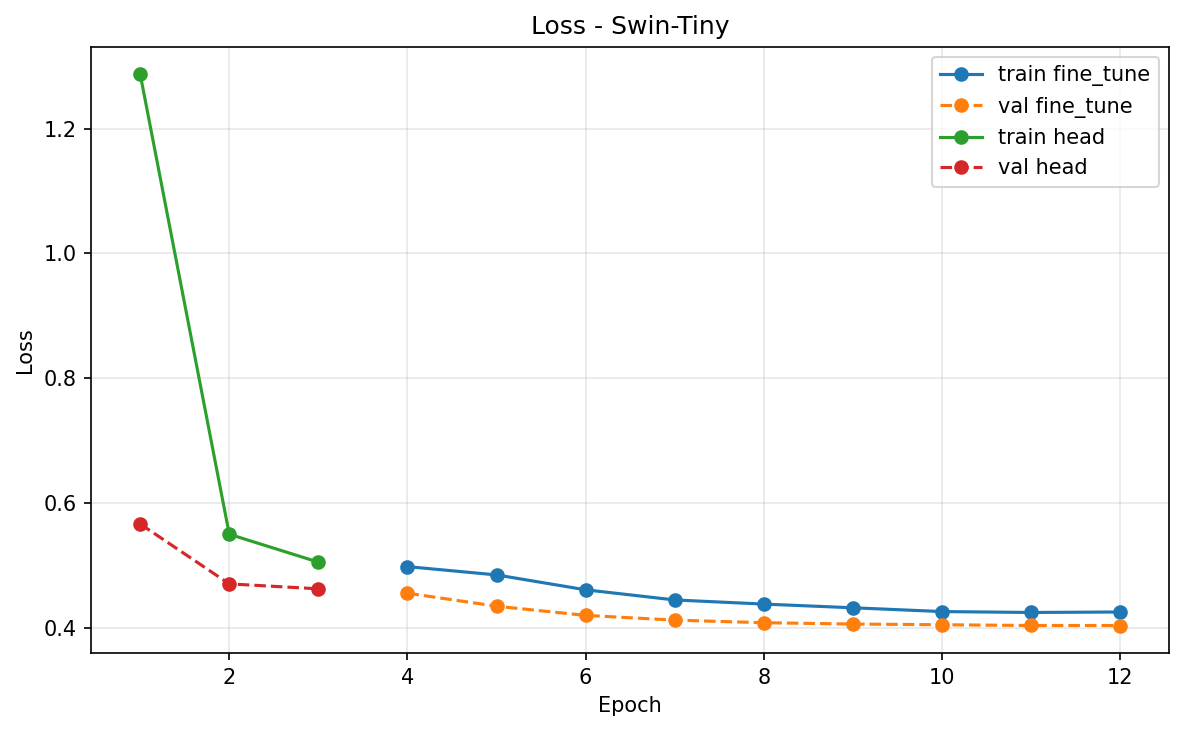 Loss - Swin-Tiny
train fine_tune
val fine_tune
train head
val head
1.2
1.0
0.8
0.6
0.4
Loss
2
4
6
8
10
12
Epoch